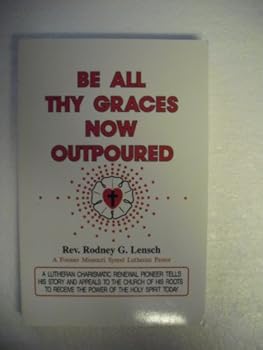 BE ALL
THY GRACES
NOW
OUTPOURED
Rev. Rodney G. Lensch
A Former Missouri Synod Lutheran Pastor
A LUTHERAN CHARISMATIC RENEWAL PIONEER TELLS
HIS STORY AND APPEALS TO THE CHURCH OF HIS ROOTS
TO RECEIVE THE POWER OF THE HOLY SPIRIT TODAY